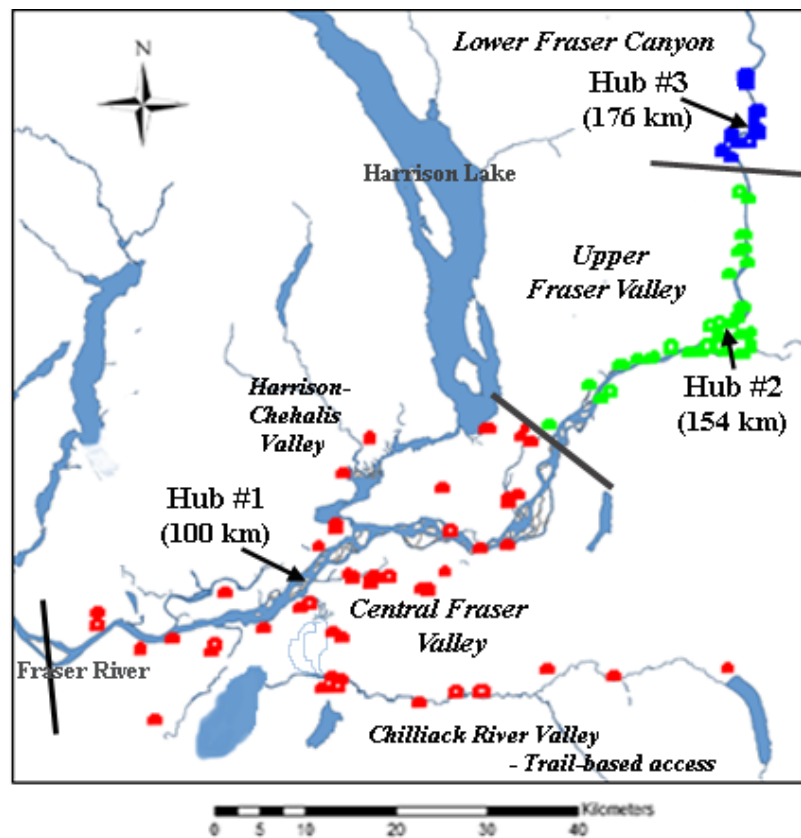 N
Lower Fraser Canyon
Hub #3
(176 km)
Harrison Lake
Upper
Fraser Valley
Hub #2
(154 km)
Harrison-
Chehalis
Valley
Hub #1
(100 km)
Central Fraser
Valley
Fraser River
Chilliack River Valley
- Trail-based access
Kilometers
0 5 10 20 30 40